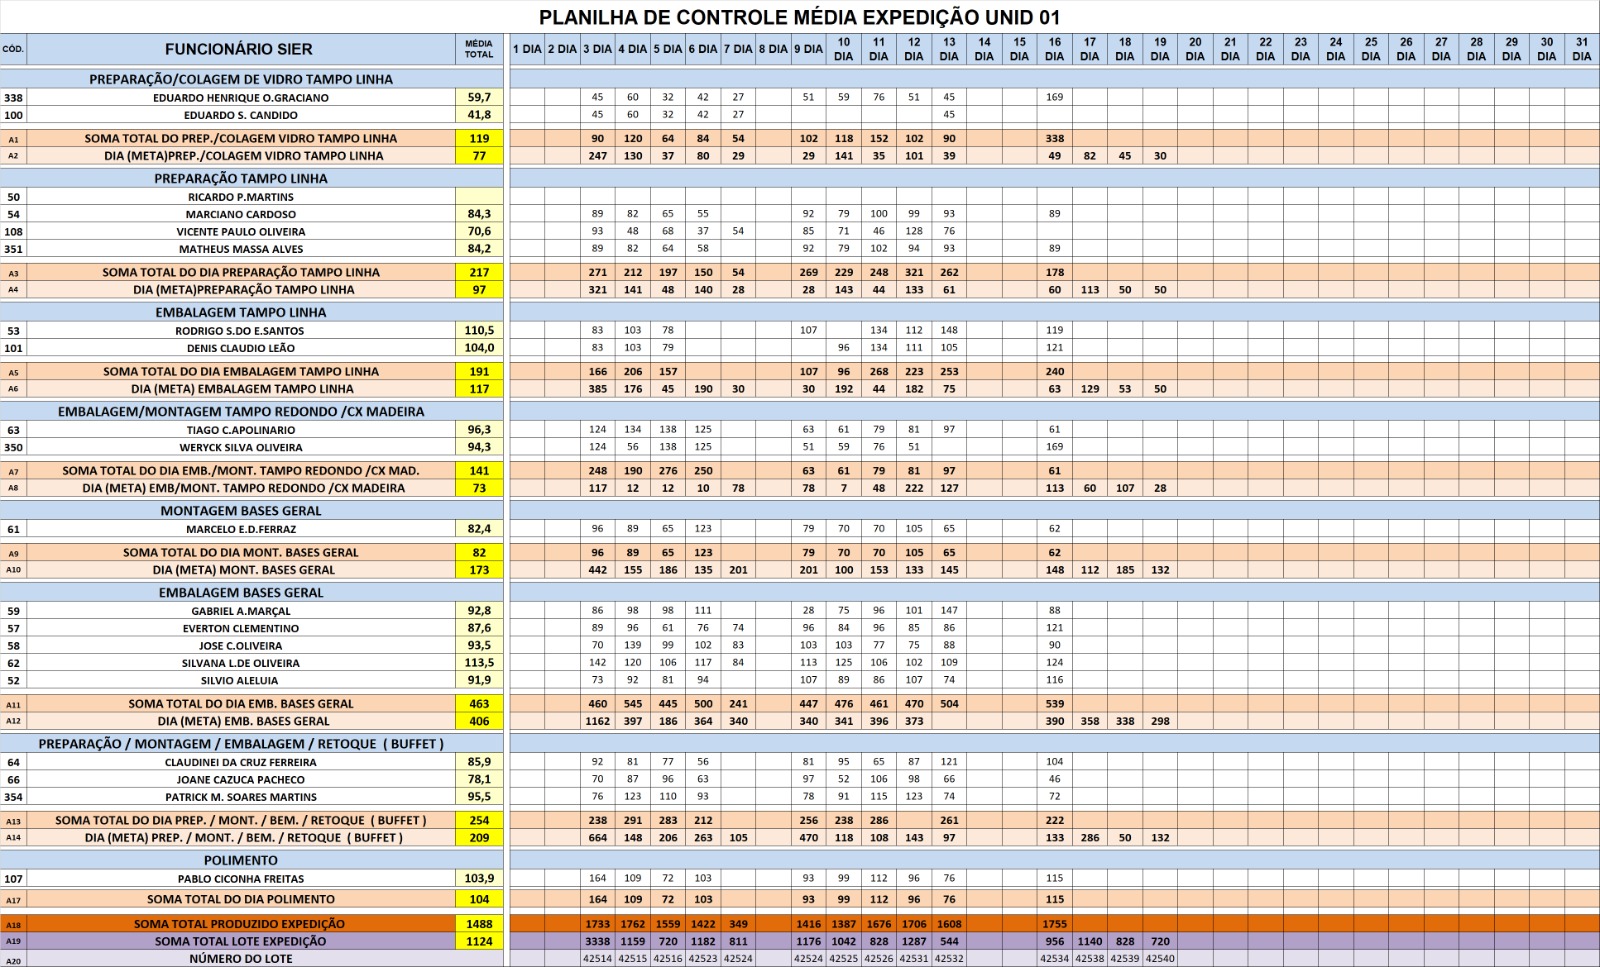 PLANILHA DE CONTROLE MÉDIA EXPEDIÇÃO UNID 01
CÓD. FUNCIONÁRIO SIER MÉDIA TOTAL 1 DIA 2 DIA 3 DIA 4 DIA 5 DIA 6 DIA 7 DIA 8 DIA 9 DIA 10 DIA 11 DIA 12 DIA 13 DIA 14 DIA 15 DIA 16 DIA 17 DIA 18 DIA 19 DIA 20 DIA 21 DIA 22 DIA 23 DIA 24 DIA 25 DIA 26 DIA 27 DIA 28 DIA 29 DIA 30 DIA 31 DIA
PREPARAÇÃO/COLAGEM DE VIDRO TAMPO LINHA
338 EDUARDO HENRIQUE O.GRACIANO 59,7 45 60 32 42 27 51 59 76 51 45 169
100 EDUARDO S. CANDIDO 41,8 45 60 32 42 27 45
A1 SOMA TOTAL DO PREP./COLAGEM VIDRO TAMPO LINHA 119 90 120 64 84 54 102 118 152 102 90 338
A2 DIA (META)PREP./COLAGEM VIDRO TAMPO LINHA 77 247 130 37 80 29 29 141 35 101 39 49 82 45 30
PREPARAÇÃO TAMPO LINHA
50 RICARDO P.MARTINS
54 MARCIANO CARDOSO 84,3 89 82 65 55 92 79 100 99 93 89
108 VICENTE PAULO OLIVEIRA 70,6 93 48 68 37 54 85 71 46 128 76
351 MATHEUS MASSA ALVES 84,2 89 82 64 58 92 79 102 94 93 89
A3 SOMA TOTAL DO DIA PREPARAÇÃO TAMPO LINHA 217 271 212 197 150 54 269 229 248 321 262 178
A4 DIA (META)PREPARAÇÃO TAMPO LINHA 97 321 141 48 140 28 28 143 44 133 61 60 113 50 50
EMBALAGEM TAMPO LINHA
53 RODRIGO S.DO E.SANTOS 110,5 83 103 78 107 134 112 148 119
101 DENIS CLAUDIO LEÃO 104,0 83 103 79 96 134 111 105 121
A5 SOMA TOTAL DO DIA EMBALAGEM TAMPO LINHA 191 166 206 157 107 96 268 223 253 240
A6 DIA (META) EMBALAGEM TAMPO LINHA 117 385 176 45 190 30 30 192 44 182 75 63 129 53 50
EMBALAGEM/MONTAGEM TAMPO REDONDO /CX MADEIRA
63 TIAGO C.APOLINARIO 96,3 124 134 138 125 63 61 79 81 97 61
350 WERYCK SILVA OLIVEIRA 94,3 124 56 138 125 51 59 76 51 169
A7 SOMA TOTAL DO DIA EMB./MONT. TAMPO REDONDO /CX MAD. 141 248 190 276 250 63 61 79 81 97 61
A8 DIA (META) EMB/MONT. TAMPO REDONDO /CX MADEIRA 73 117 12 12 10 78 78 7 48 222 127 113 60 107 28
MONTAGEM BASES GERAL
61 MARCELO E.D.FERRAZ 82,4 96 89 65 123 79 70 70 105 65 62
A9 SOMA TOTAL DO DIA MONT. BASES GERAL 82 96 89 65 123 79 70 70 105 65 62
A10 DIA (META) MONT. BASES GERAL 173 442 155 186 135 201 201 100 153 133 145 148 112 185 132
EMBALAGEM BASES GERAL
59 GABRIEL A.MARÇAL 92,8 86 98 98 111 28 75 96 101 147 88
57 EVERTON CLEMENTINO 87,6 89 96 61 76 74 96 84 96 85 86 121
58 JOSE C.OLIVEIRA 93,5 70 139 99 102 83 103 103 77 75 88 90
62 SILVANA L.DE OLIVEIRA 113,5 142 120 106 117 84 113 125 106 102 109 124
52 SILVIO ALELUIA 91,9 73 92 81 94 107 89 86 107 74 116
A11 SOMA TOTAL DO DIA EMB. BASES GERAL 463 460 545 445 500 241 447 476 461 470 504 539
A12 DIA (META) EMB. BASES GERAL 406 1162 397 186 364 340 340 341 396 373 390 358 338 298
PREPARAÇÃO / MONTAGEM / EMBALAGEM / RETOQUE ( BUFFET )
64 CLAUDINEI DA CRUZ FERREIRA 85,9 92 81 77 56 81 95 65 87 121 104
66 JOANE CAZUCA PACHECO 78,1 70 87 96 63 97 52 106 98 66 46
354 PATRICK M. SOARES MARTINS 95,5 76 123 110 93 78 91 115 123 74 72
A13 SOMA TOTAL DO DIA PREP. / MONT. / BEM. / RETOQUE ( BUFFET ) 254 238 291 283 212 256 238 286 261 222
A14 DIA (META) PREP. / MONT. / BEM. / RETOQUE ( BUFFET ) 209 664 148 206 263 105 470 118 108 143 97 133 286 50 132
POLIMENTO
107 PABLO CICONHA FREITAS 103,9 164 109 72 103 93 99 112 96 76 115
A17 SOMA TOTAL DO DIA POLIMENTO 104 164 109 72 103 93 99 112 96 76 115
A18 SOMA TOTAL PRODUZIDO EXPEDIÇÃO 1488 1733 1762 1559 1422 349 1416 1387 1676 1706 1608 1755
A19 SOMA TOTAL LOTE EXPEDIÇÃO 1124 3338 1159 720 1182 811 1176 1042 828 1287 544 956 1140 828 720
A20 NÚMERO DO LOTE 42514 42515 42516 42523 42524 42524 42525 42526 42531 42532 42534 42538 42539 42540